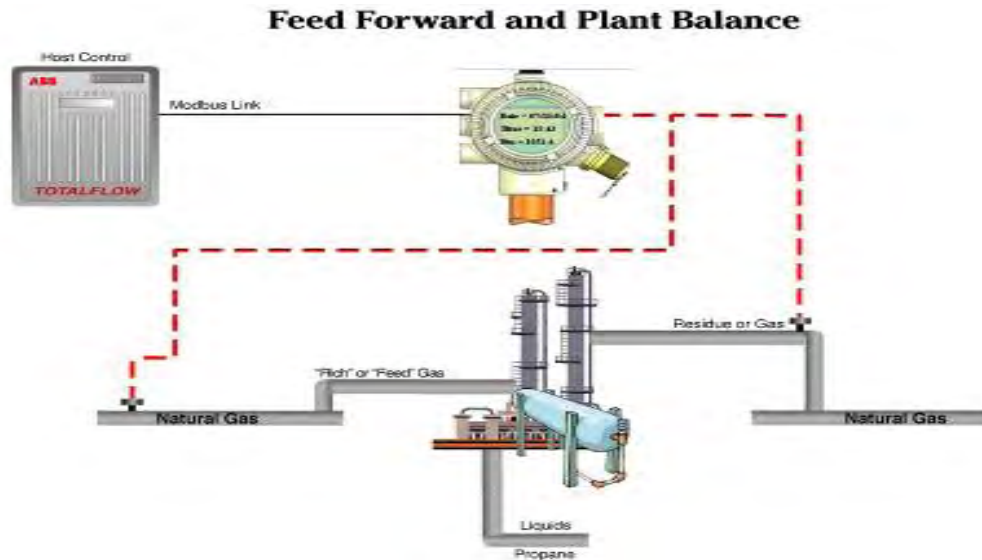 Feed Forward and Plant Balance
Host Control
ABB
Modbus Link
TOTALFLOW
Residue or Gas
"Rich" or "Feed" Gas
Natural Gas
Natural Gas
Liquids
Propane